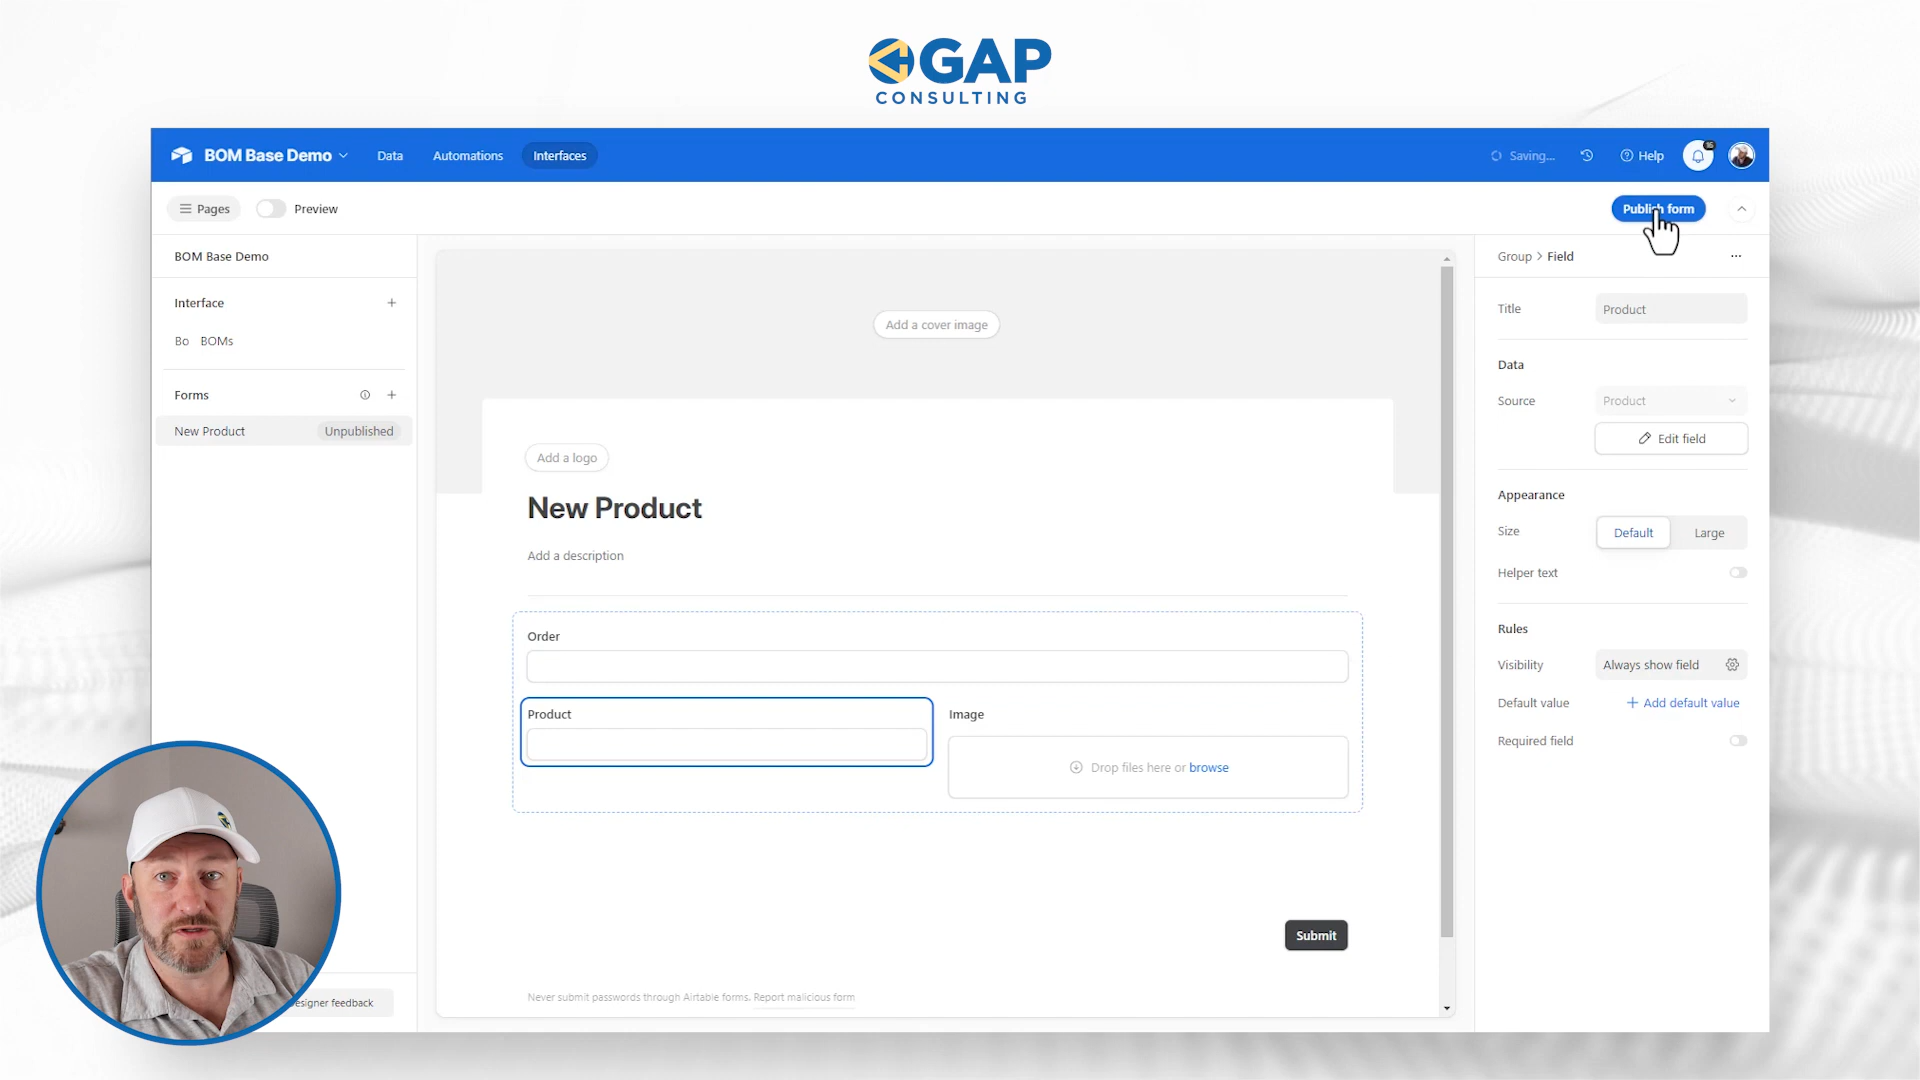 GAP
CONSULTING
BOM Base Demo
Data
Automations
Interfaces
Saving...
Help
Pages
Preview
Publish form
BOM Base Demo
Interface
Bo BOMs
Forms
New Product
Unpublished
Add a cover image
Add a logo
New Product
Add a description
Order
Product
Image
Drop files here or browse
Submit
Never submit passwords through Airtable forms. Report malicious form
Group > Field
Title
Product
Data
Source
Product
Edit field
Appearance
Size
Default
Large
Helper text
Rules
Visibility
Always show field
Default value
+ Add default value
Required field
feedback